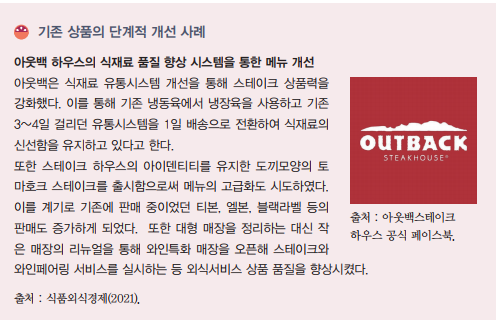 기존 상품의 단계적 개선 사례
아웃백 하우스의 식재료 품질 향상 시스템을 통한 메뉴 개선
아웃백은 식재료 유통시스템 개선을 통해 스테이크 상품력을
강화했다. 이를 통해 기존 냉동육에서 냉장육을 사용하고 기존
3~4일 걸리던 유통시스템을 1일 배송으로 전환하여 식재료의
신선함을 유지하고 있다고 한다.
또한 스테이크 하우스의 아이덴티티를 유지한 도끼모양의 토
마호크 스테이크를 출시함으로써 메뉴의 고급화도 시도하였다.
이를 계기로 기존에 판매 중이었던 티본, 엘본, 블랙라벨 등의
판매도 증가하게 되었다. 또한 대형 매장을 정리하는 대신 작
은 매장의 리뉴얼을 통해 와인특화 매장을 오픈해 스테이크와
와인페어링 서비스를 실시하는 등 외식서비스 상품 품질을 향상시켰다.
OUTBACK
STEAKHOUSE®
출처 : 아웃백스테이크
하우스 공식 페이스북.
출처 : 식품외식경제(2021).